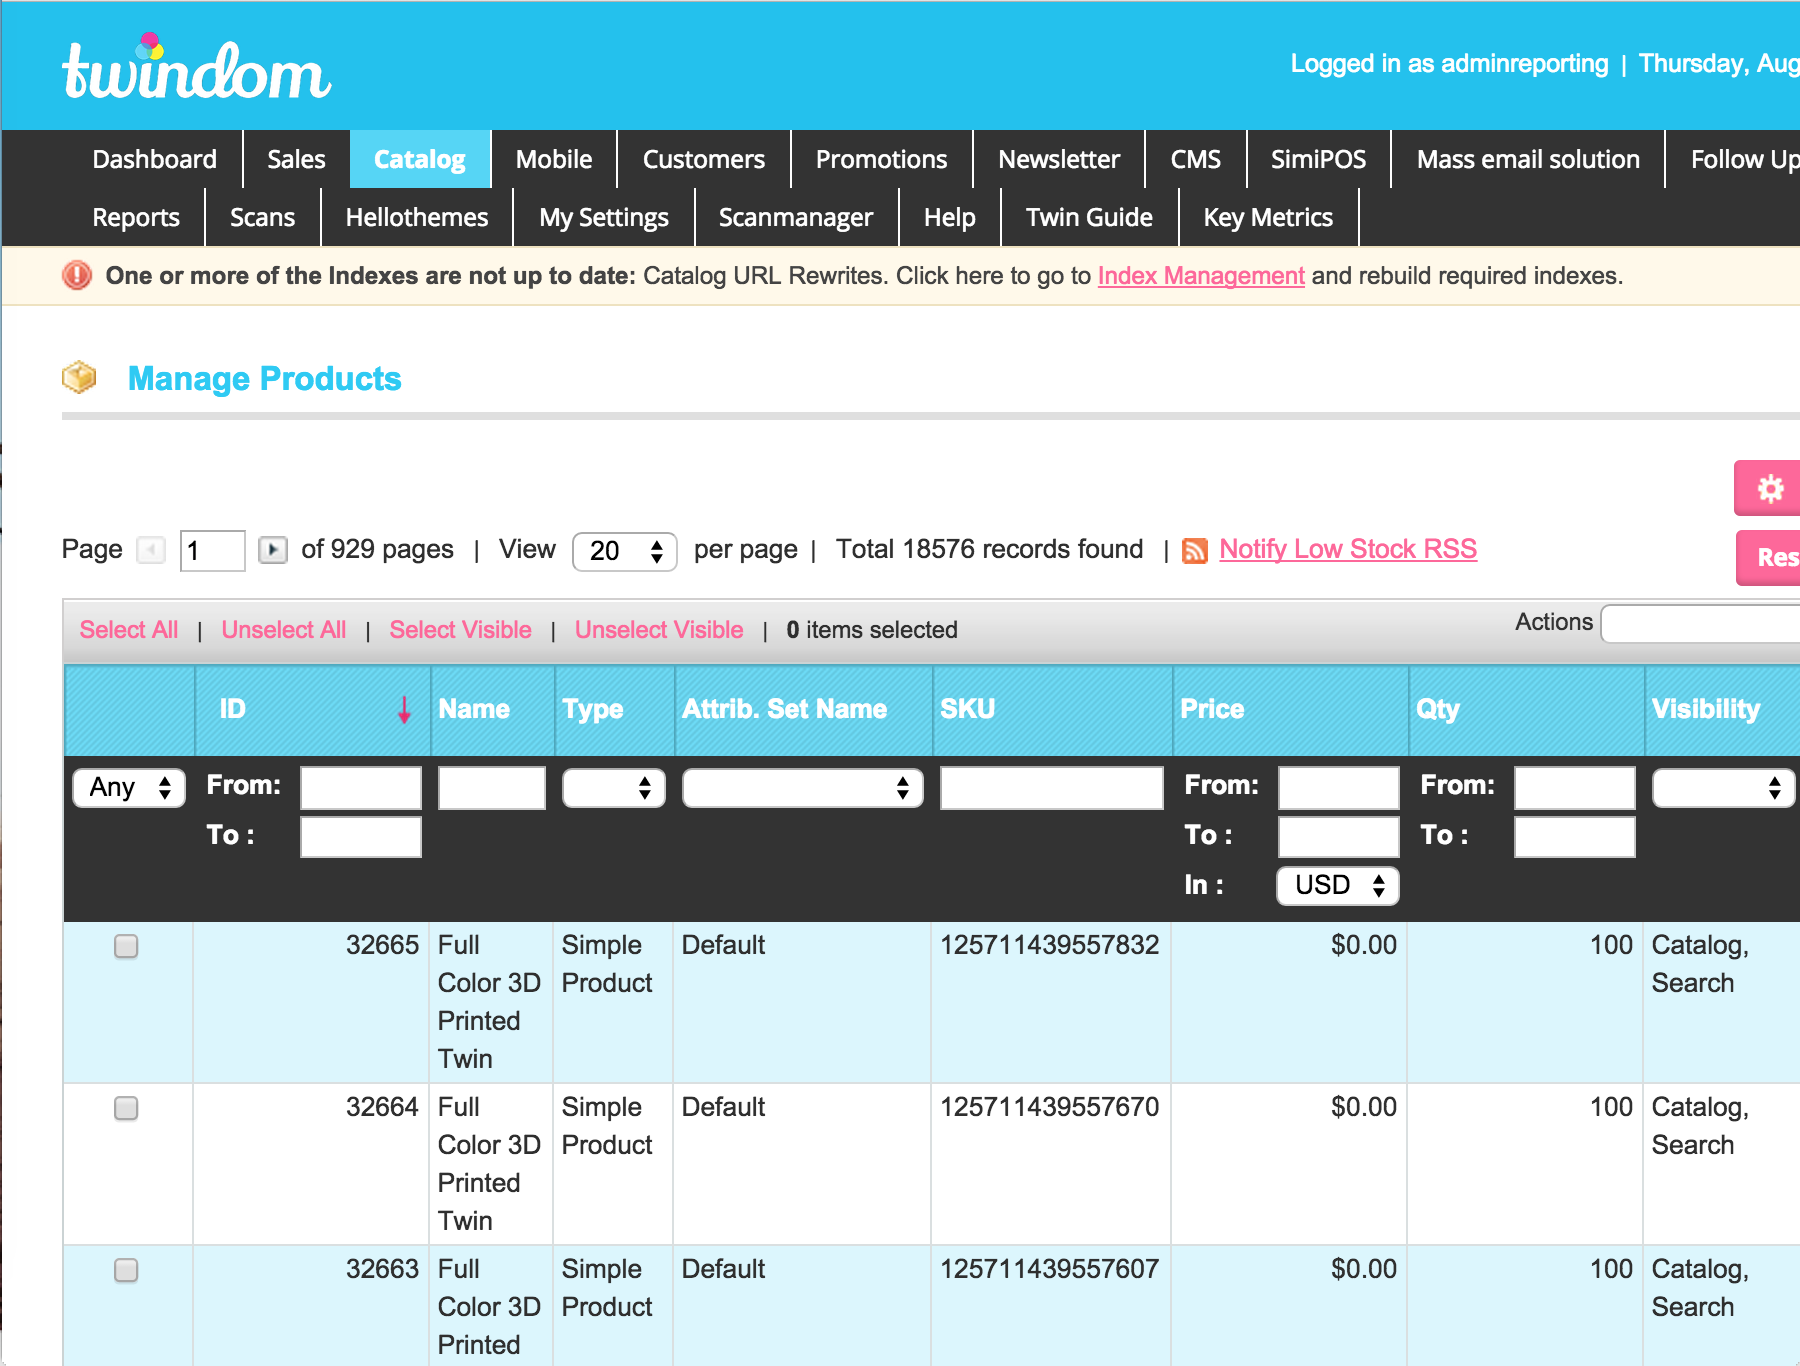 twindom
Logged in as adminreporting | Thursday, Aug
Dashboard Sales Catalog Mobile Customers Promotions Newsletter CMS SimiPOS Mass email solution Follow Up
Reports Scans Hellothemes My Settings Scanmanager Help Twin Guide Key Metrics
One or more of the Indexes are not up to date: Catalog URL Rewrites. Click here to go to Index Management and rebuild required indexes.
Manage Products
Page 1 of 929 pages | View 20 per page | Total 18576 records found | Notify Low Stock RSS
Res
Select All | Unselect All | Select Visible | Unselect Visible | 0 items selected Actions
ID Name Type Attrib. Set Name SKU Price Qty Visibility
Any From: From: From:
To : To : To :
In : USD
32665 Full Simple Default 125711439557832 $0.00 100 Catalog,
Color 3D Product Search
Printed
Twin
32664 Full Simple Default 125711439557670 $0.00 100 Catalog,
Color 3D Product Search
Printed
Twin
32663 Full Simple Default 125711439557607 $0.00 100 Catalog,
Color 3D Product Search
Printed